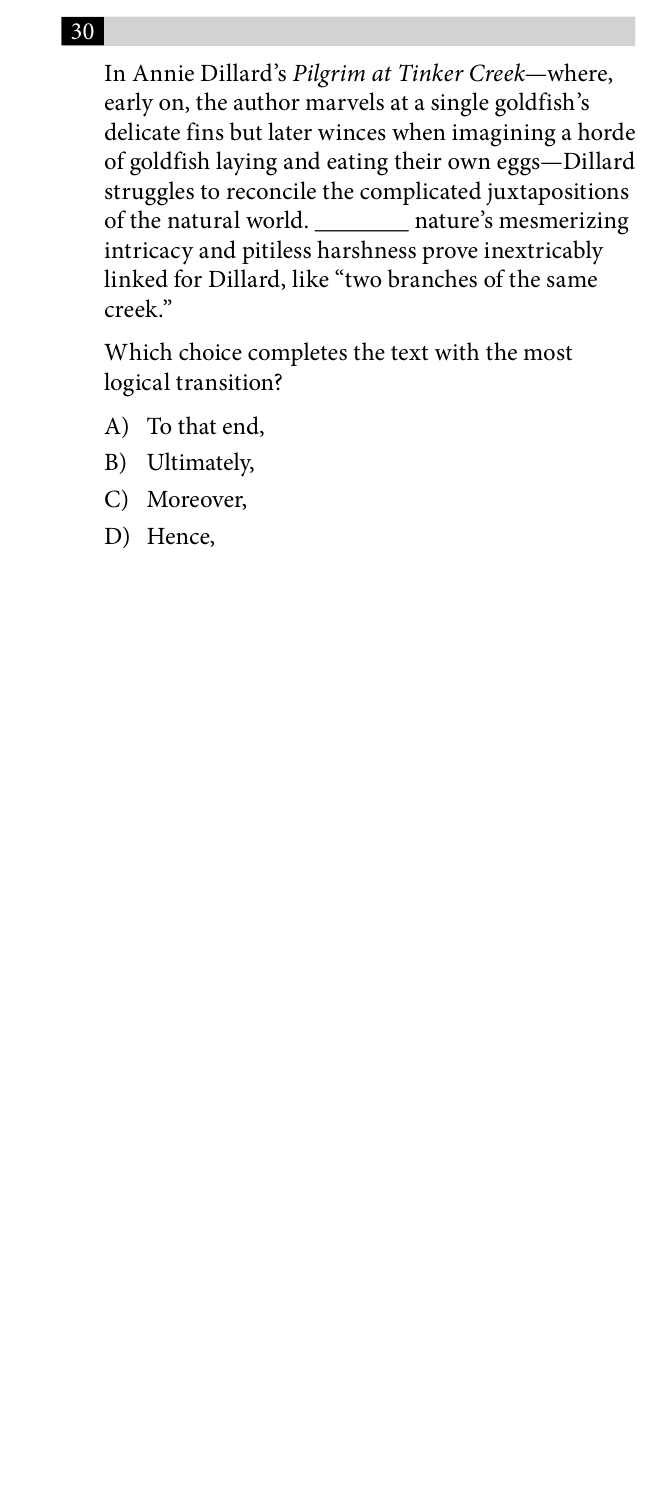 30
In Annie Dillard’s Pilgrim at Tinker Creek—where,
early on, the author marvels at a single goldfish’s
delicate fins but later winces when imagining a horde
of goldfish laying and eating their own eggs—Dillard
struggles to reconcile the complicated juxtapositions
of the natural world. ________ nature’s mesmerizing
intricacy and pitiless harshness prove inextricably
linked for Dillard, like “two branches of the same
creek.”
Which choice completes the text with the most
logical transition?
A) To that end,
B) Ultimately,
C) Moreover,
D) Hence,